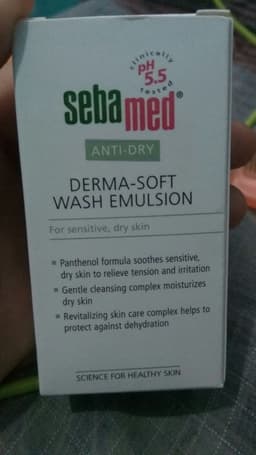 clinically
pH
5.5
tested
sebamed®
ANTI-DRY
DERMA-SOFT
WASH EMULSION
For sensitive, dry skin
▪ Panthenol formula soothes sensitive,
dry skin to relieve tension and irritation
▪ Gentle cleansing complex moisturizes
dry skin
▪ Revitalizing skin care complex helps to
protect against dehydration
SCIENCE FOR HEALTHY SKIN